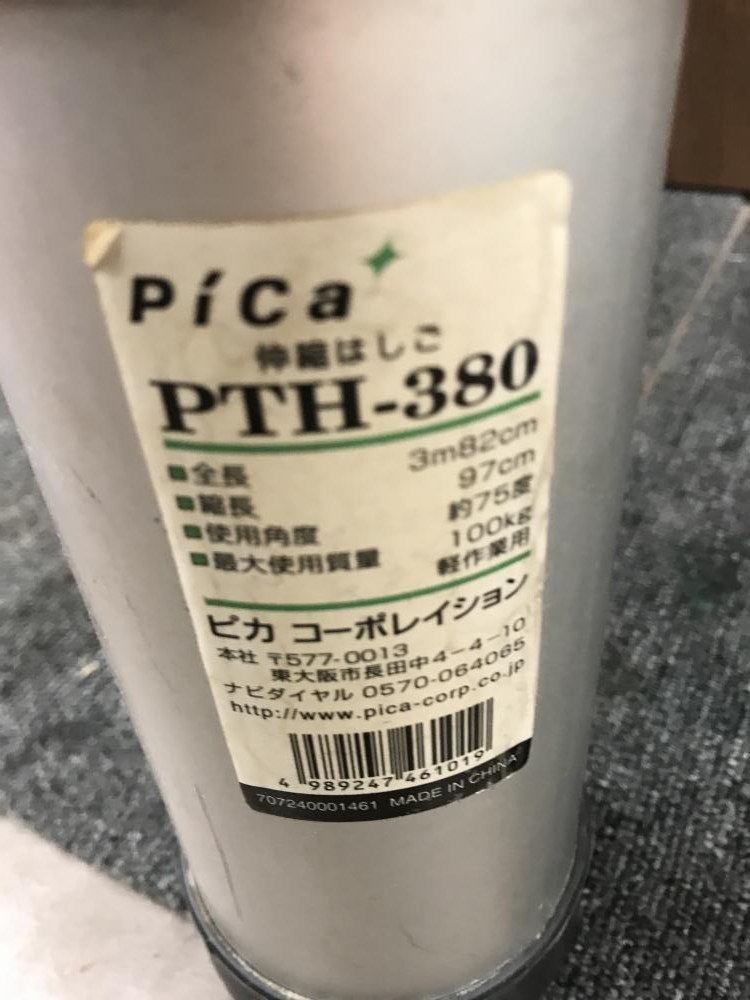 Pica
伸縮はしご
PTH-380
■全長 3m82cm
■縮長 97cm
■使用角度 約75度
■最大使用質量 100kg
軽作業用
ピカ コーポレイション
本社 〒577-0013
東大阪市長田中4-4-10
ナビダイヤル 0570-064065
http://www.pica-corp.co.jp
4 989247 461019
707240001461 MADE IN CHINA